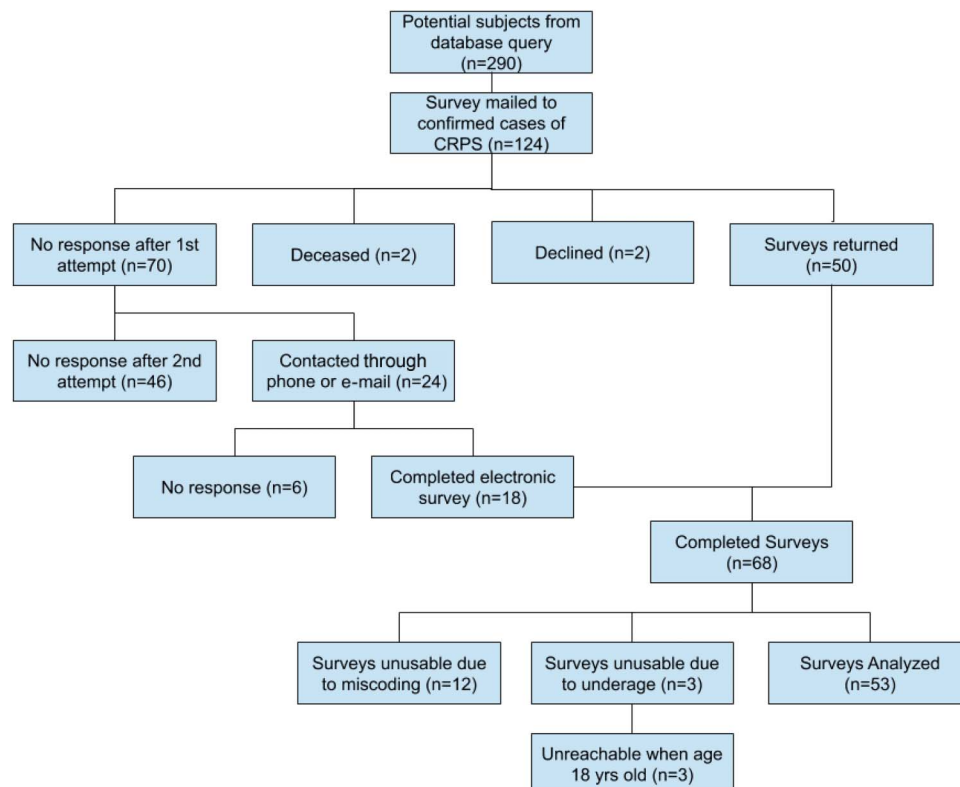 Potential subjects from
database query
(n=290)
Survey mailed to
confirmed cases of
CRPS (n=124)
No response after 1st
attempt (n=70)
Deceased (n=2)
Declined (n=2)
Surveys returned
(n=50)
No response after 2nd
attempt (n=46)
Contacted through
phone or e-mail (n=24)
No response (n=6)
Completed electronic
survey (n=18)
Completed Surveys
(n=68)
Surveys unusable due
to miscoding (n=12)
Surveys unusable due
to underage (n=3)
Surveys Analyzed
(n=53)
Unreachable when age
18 yrs old (n=3)